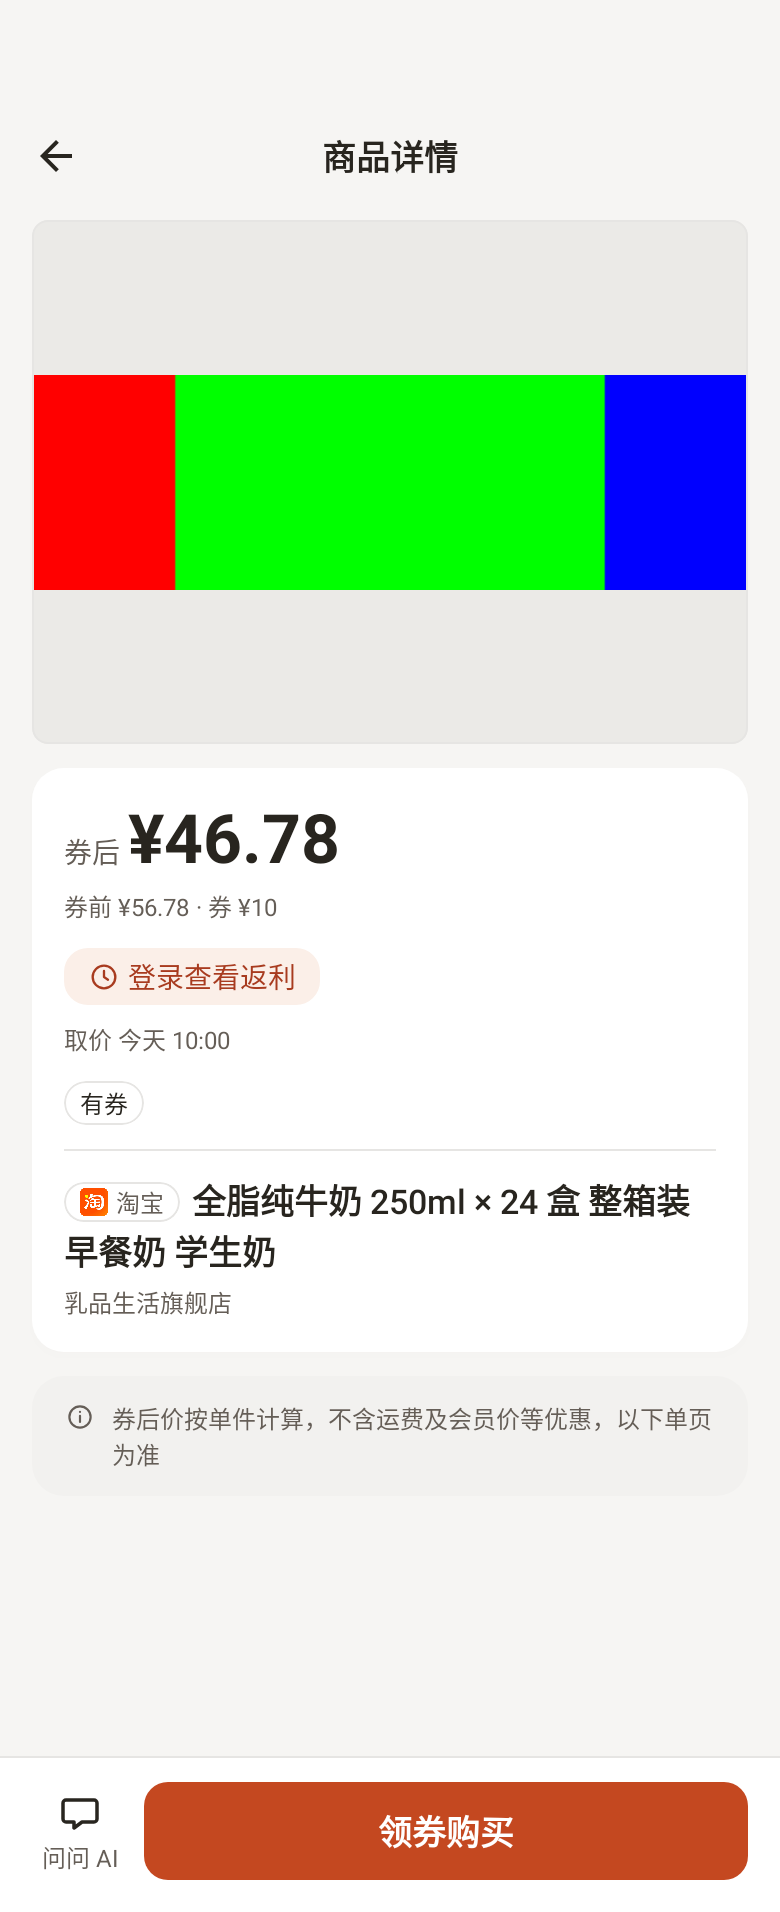 商品详情
券后 ¥46.78
券前 ¥56.78 · 券 ¥10
登录查看返利
取价 今天 10:00
有券
淘 淘宝 全脂纯牛奶 250ml × 24 盒 整箱装
早餐奶 学生奶
乳品生活旗舰店
券后价按单件计算，不含运费及会员价等优惠，以下单页
为准
问问 AI
领券购买